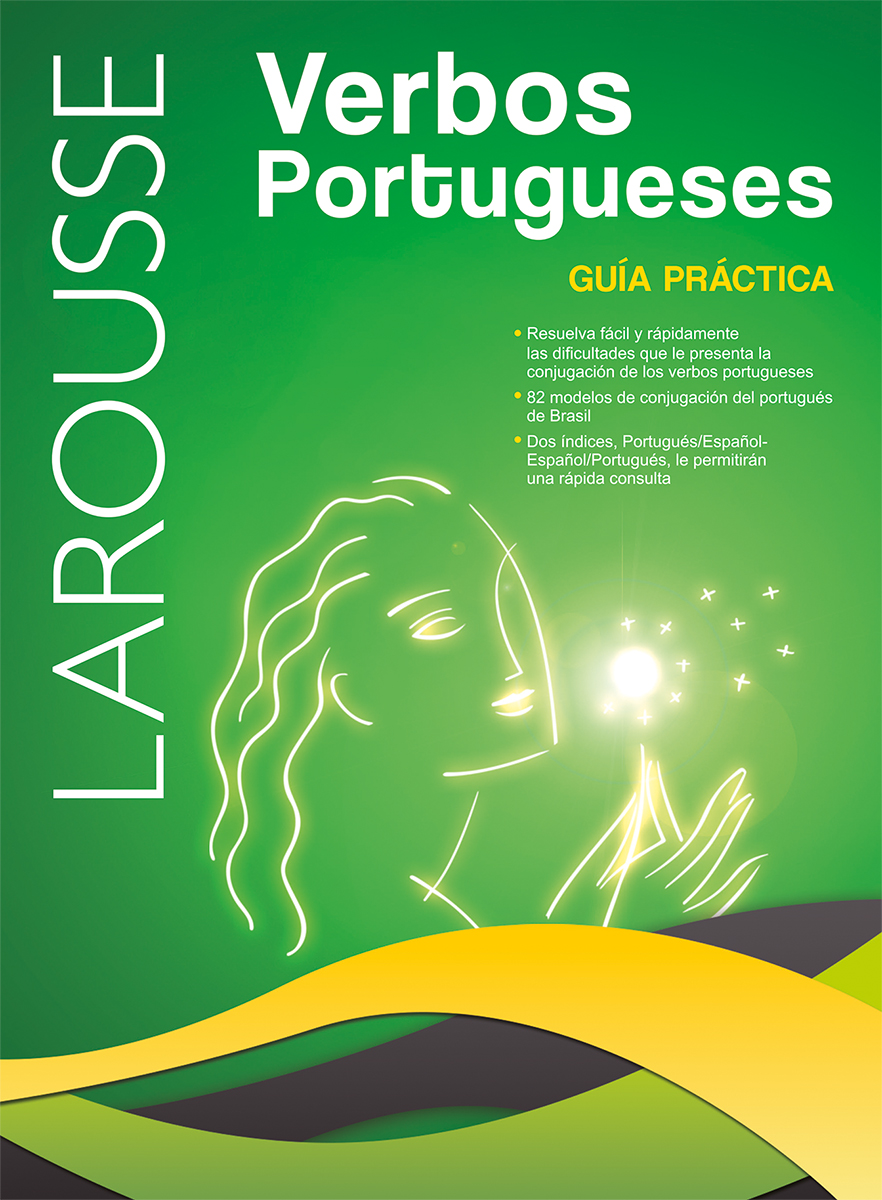 LAROUSSE
Verbos
Portugueses
GUÍA PRÁCTICA
• Resuelva fácil y rápidamente
las dificultades que le presenta la
conjugación de los verbos portugueses
• 82 modelos de conjugación del portugués
de Brasil
• Dos índices, Portugués/Español-
Español/Portugués, le permitirán
una rápida consulta